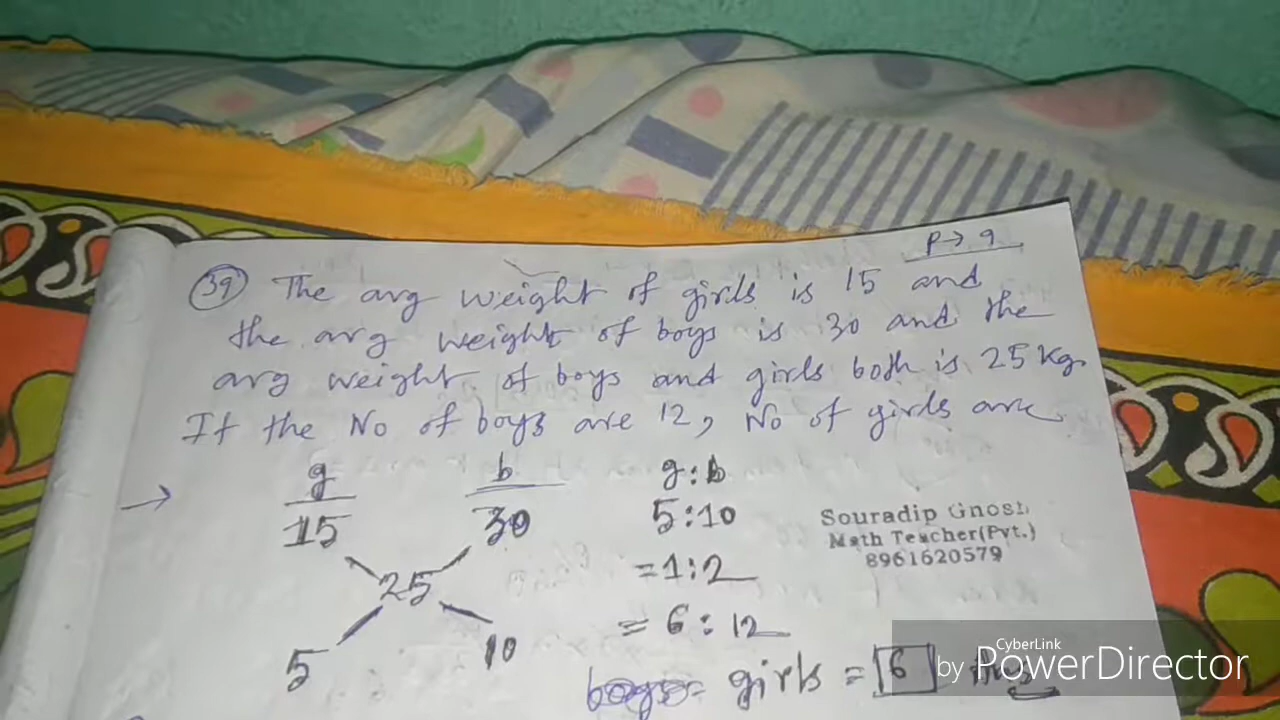 P→ 9
39 The avg weight of girls is 15 and
the avg weight of boys is 30 and the
avg weight of boys and girls both is 25 kg.
If the No of boys are 12, No of girls are
→ g b g:b
15 30 5:10
25 =1:2
5 10 = 6:12
girls = 6 Ans
Souradip Ghosh
Math Teacher(Pvt.)
8961620579
CyberLink
by PowerDirector